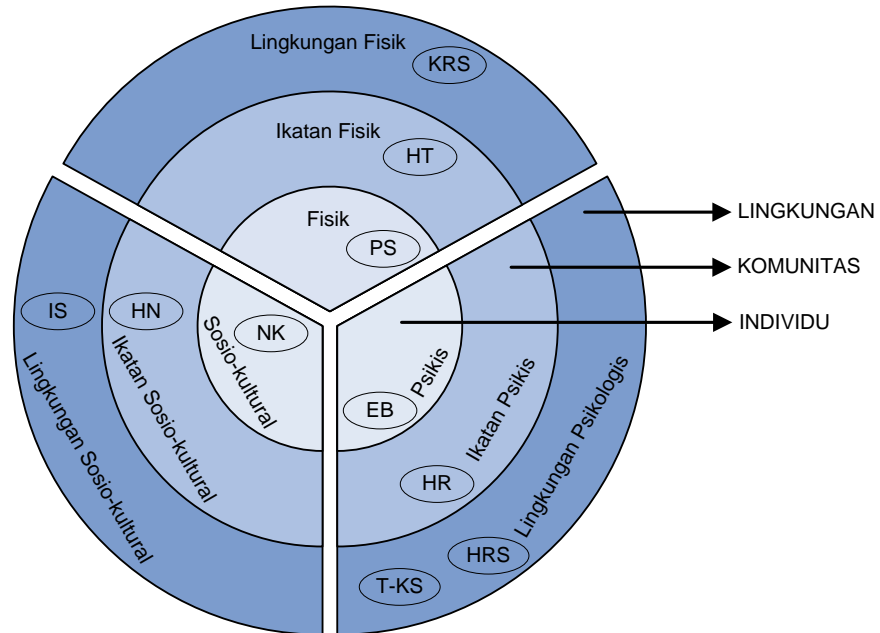 Lingkungan Fisik
KRS
Ikatan Fisik
HT
Fisik
PS
LINGKUNGAN
KOMUNITAS
INDIVIDU
IS
HN
NK
Sosio-kultural
Ikatan Sosio-kultural
Lingkungan Sosio-kultural
EB
Psikis
HR
Ikatan Psikis
HRS
T-KS
Lingkungan Psikologis